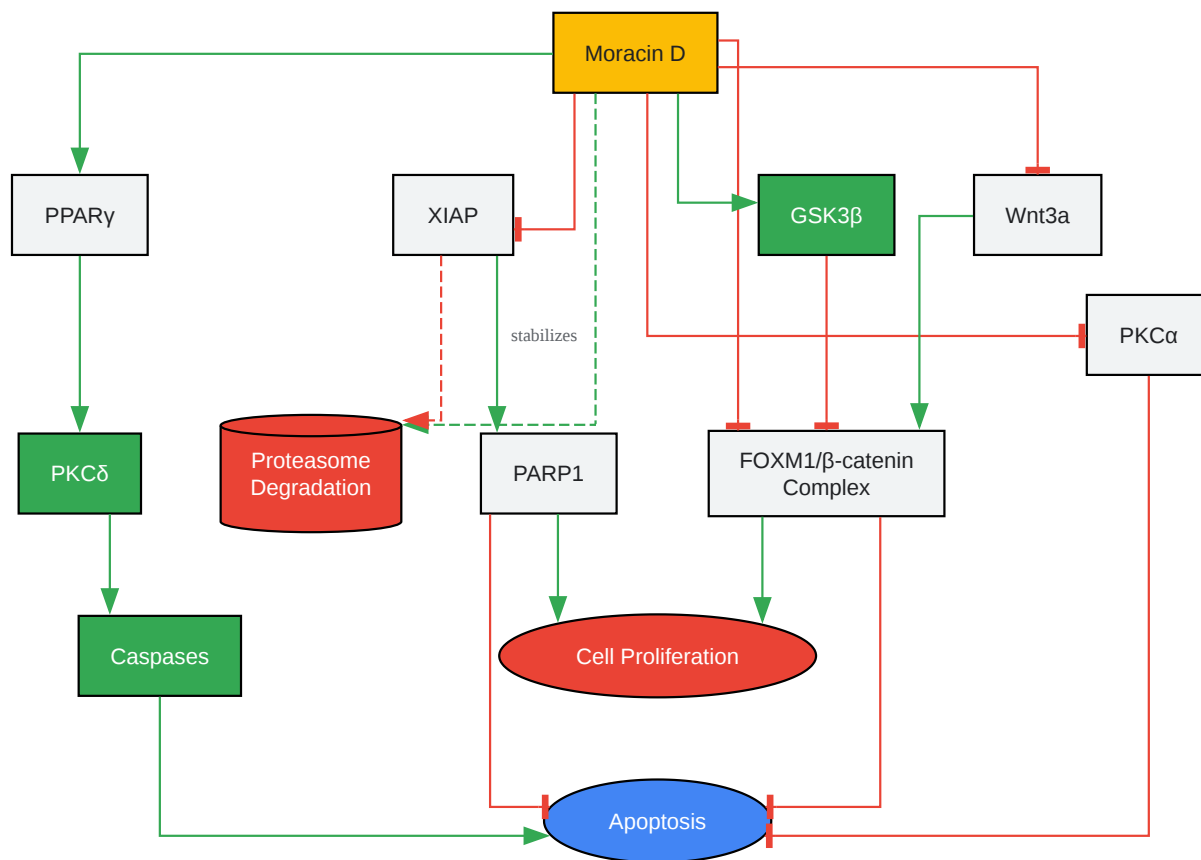 Moracin D
PPARγ
XIAP
GSK3β
Wnt3a
PKCα
stabilizes
PKCδ
Proteasome
Degradation
PARP1
FOXM1/β-catenin
Complex
Caspases
Cell Proliferation
Apoptosis